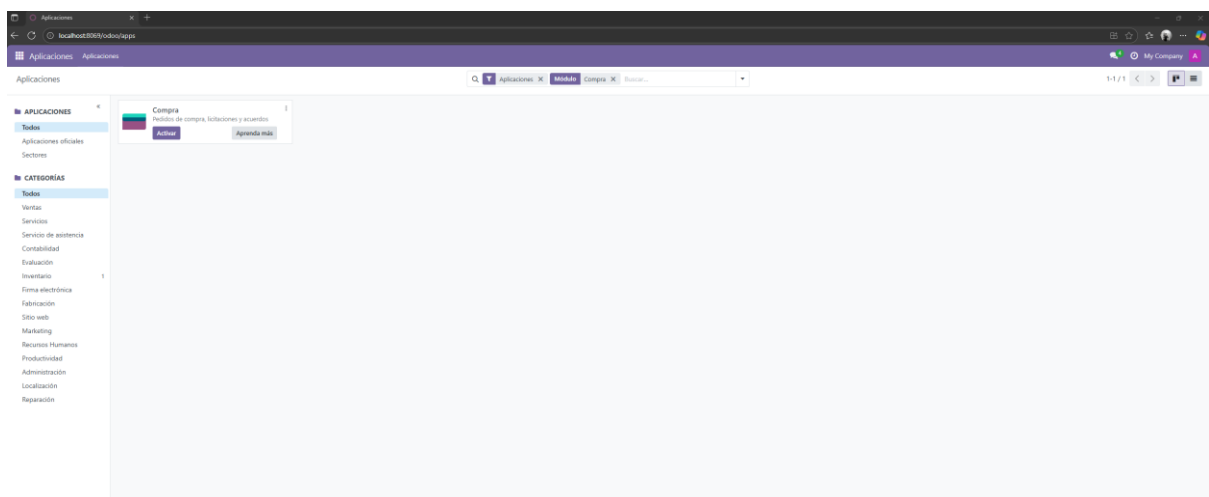 Aplicaciones
localhost:8069/odoo/apps
Aplicaciones Aplicaciones
My Company A
Aplicaciones
Aplicaciones Módulo Compra Buscar...
1-1 / 1
APLICACIONES
Todos
Aplicaciones oficiales
Sectores
CATEGORÍAS
Todos
Ventas
Servicios
Servicio de asistencia
Contabilidad
Evaluación
Inventario 1
Firma electrónica
Fabricación
Sitio web
Marketing
Recursos Humanos
Productividad
Administración
Localización
Reparación
Compra
Pedidos de compra, licitaciones y acuerdos
Activar Aprenda más